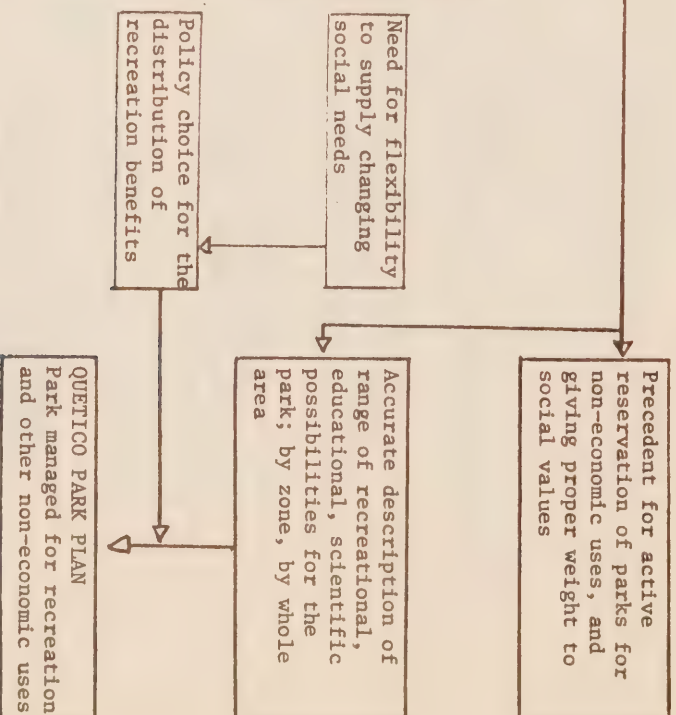 Precedent for active
reservation of parks for
non-economic uses, and
giving proper weight to
social values
Need for flexibility
to supply changing
social needs
Accurate description of
range of recreational,
educational, scientific
possibilities for the
park; by zone, by whole
area
Policy choice for the
distribution of
recreation benefits
QUETICO PARK PLAN
Park managed for recreation
and other non-economic uses